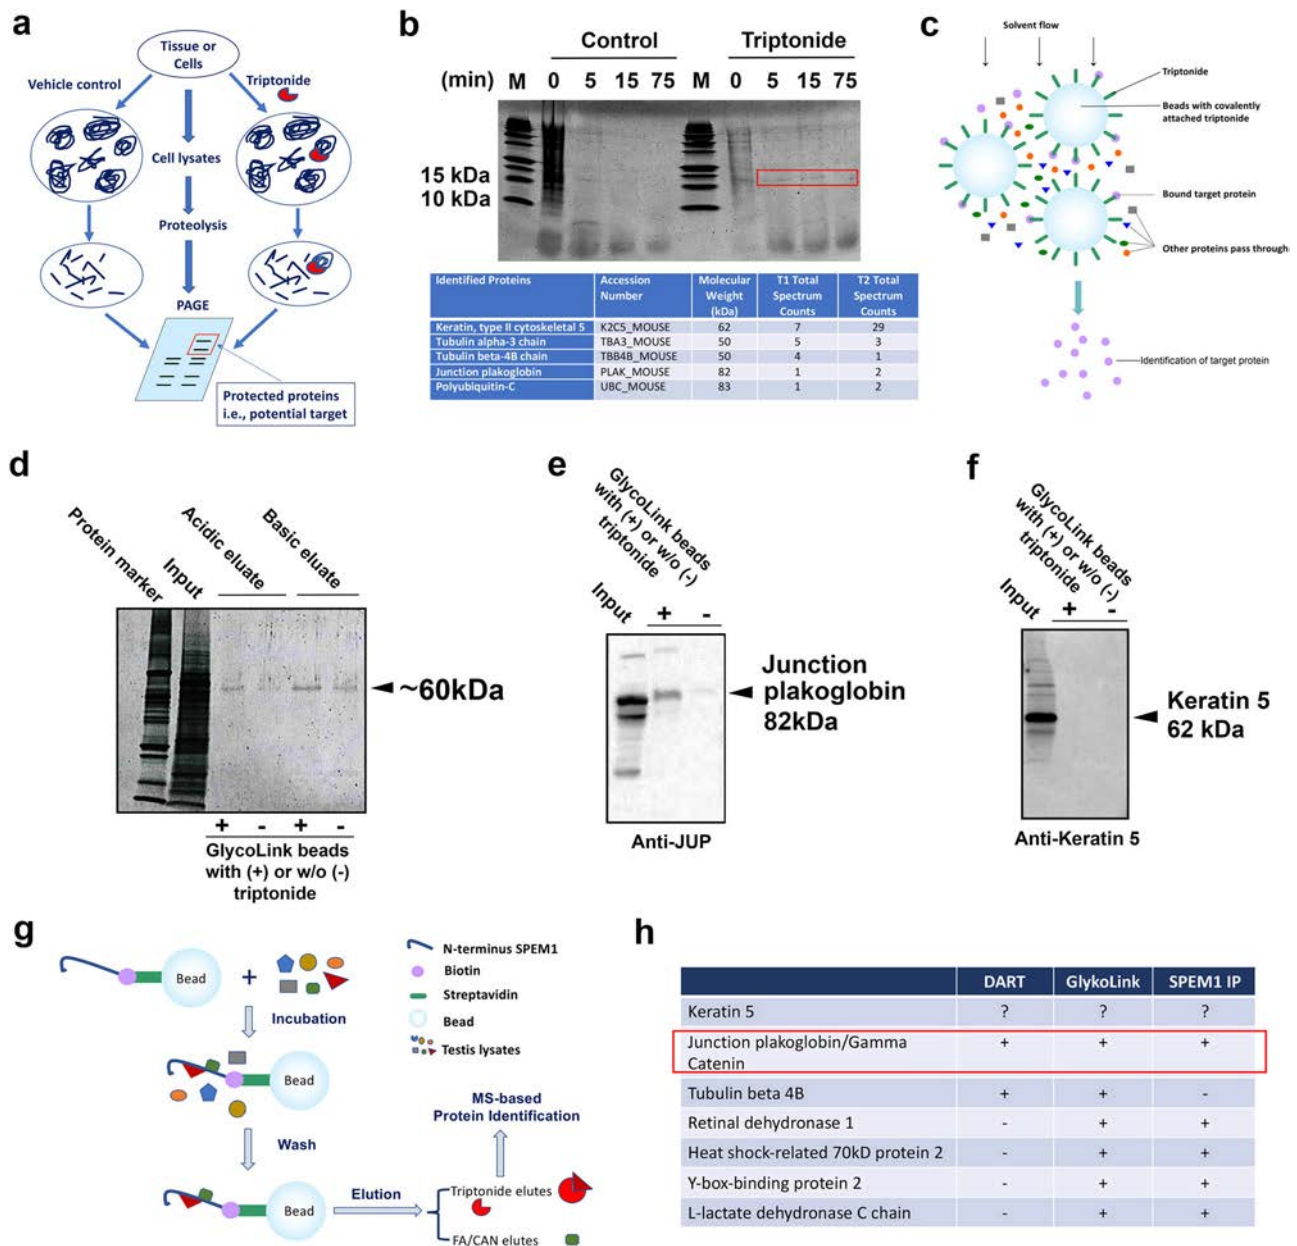 a
Tissue or
Cells
Vehicle control
Triptonide
Cell lysates
Proteolysis
PAGE
Protected proteins
i.e., potential target
b
Control
Triptonide
(min) M 0 5 15 75 M 0 5 15 75
15 kDa
10 kDa
Identified Proteins Accession Number Molecular Weight (kDa) T1 Total Spectrum Counts T2 Total Spectrum Counts
Keratin, type II cytoskeletal 5 K2C5_MOUSE 62 7 29
Tubulin alpha-3 chain TBA3_MOUSE 50 5 3
Tubulin beta-4B chain TBB4B_MOUSE 50 4 1
Junction plakoglobin PLAK_MOUSE 82 1 2
Polyubiquitin-C UBC_MOUSE 83 1 2
c
Solvent flow
Triptonide
Beads with covalently
attached triptonide
Bound target protein
Other proteins pass through
Identification of target protein
d
Protein marker
Input
Acidic eluate
Basic eluate
~60kDa
+ - + -
GlycoLink beads
with (+) or w/o (-)
triptonide
e
GlycoLink beads
with (+) or w/o (-)
triptonide
Input
+ -
Junction
plakoglobin
82kDa
Anti-JUP
f
GlycoLink beads
with (+) or w/o (-)
triptonide
Input
+ -
Keratin 5
62 kDa
Anti-Keratin 5
g
Bead
+
Incubation
Bead
Wash
Bead
Elution
N-terminus SPEM1
Biotin
Streptavidin
Bead
Testis lysates
MS-based
Protein Identification
Triptonide elutes
FA/CAN elutes
h
DART GlykoLink SPEM1 IP
Keratin 5 ? ? ?
Junction plakoglobin/Gamma + + +
Catenin
Tubulin beta 4B + + -
Retinal dehydronase 1 - + +
Heat shock-related 70kD protein 2 - + +
Y-box-binding protein 2 - + +
L-lactate dehydronase C chain - + +